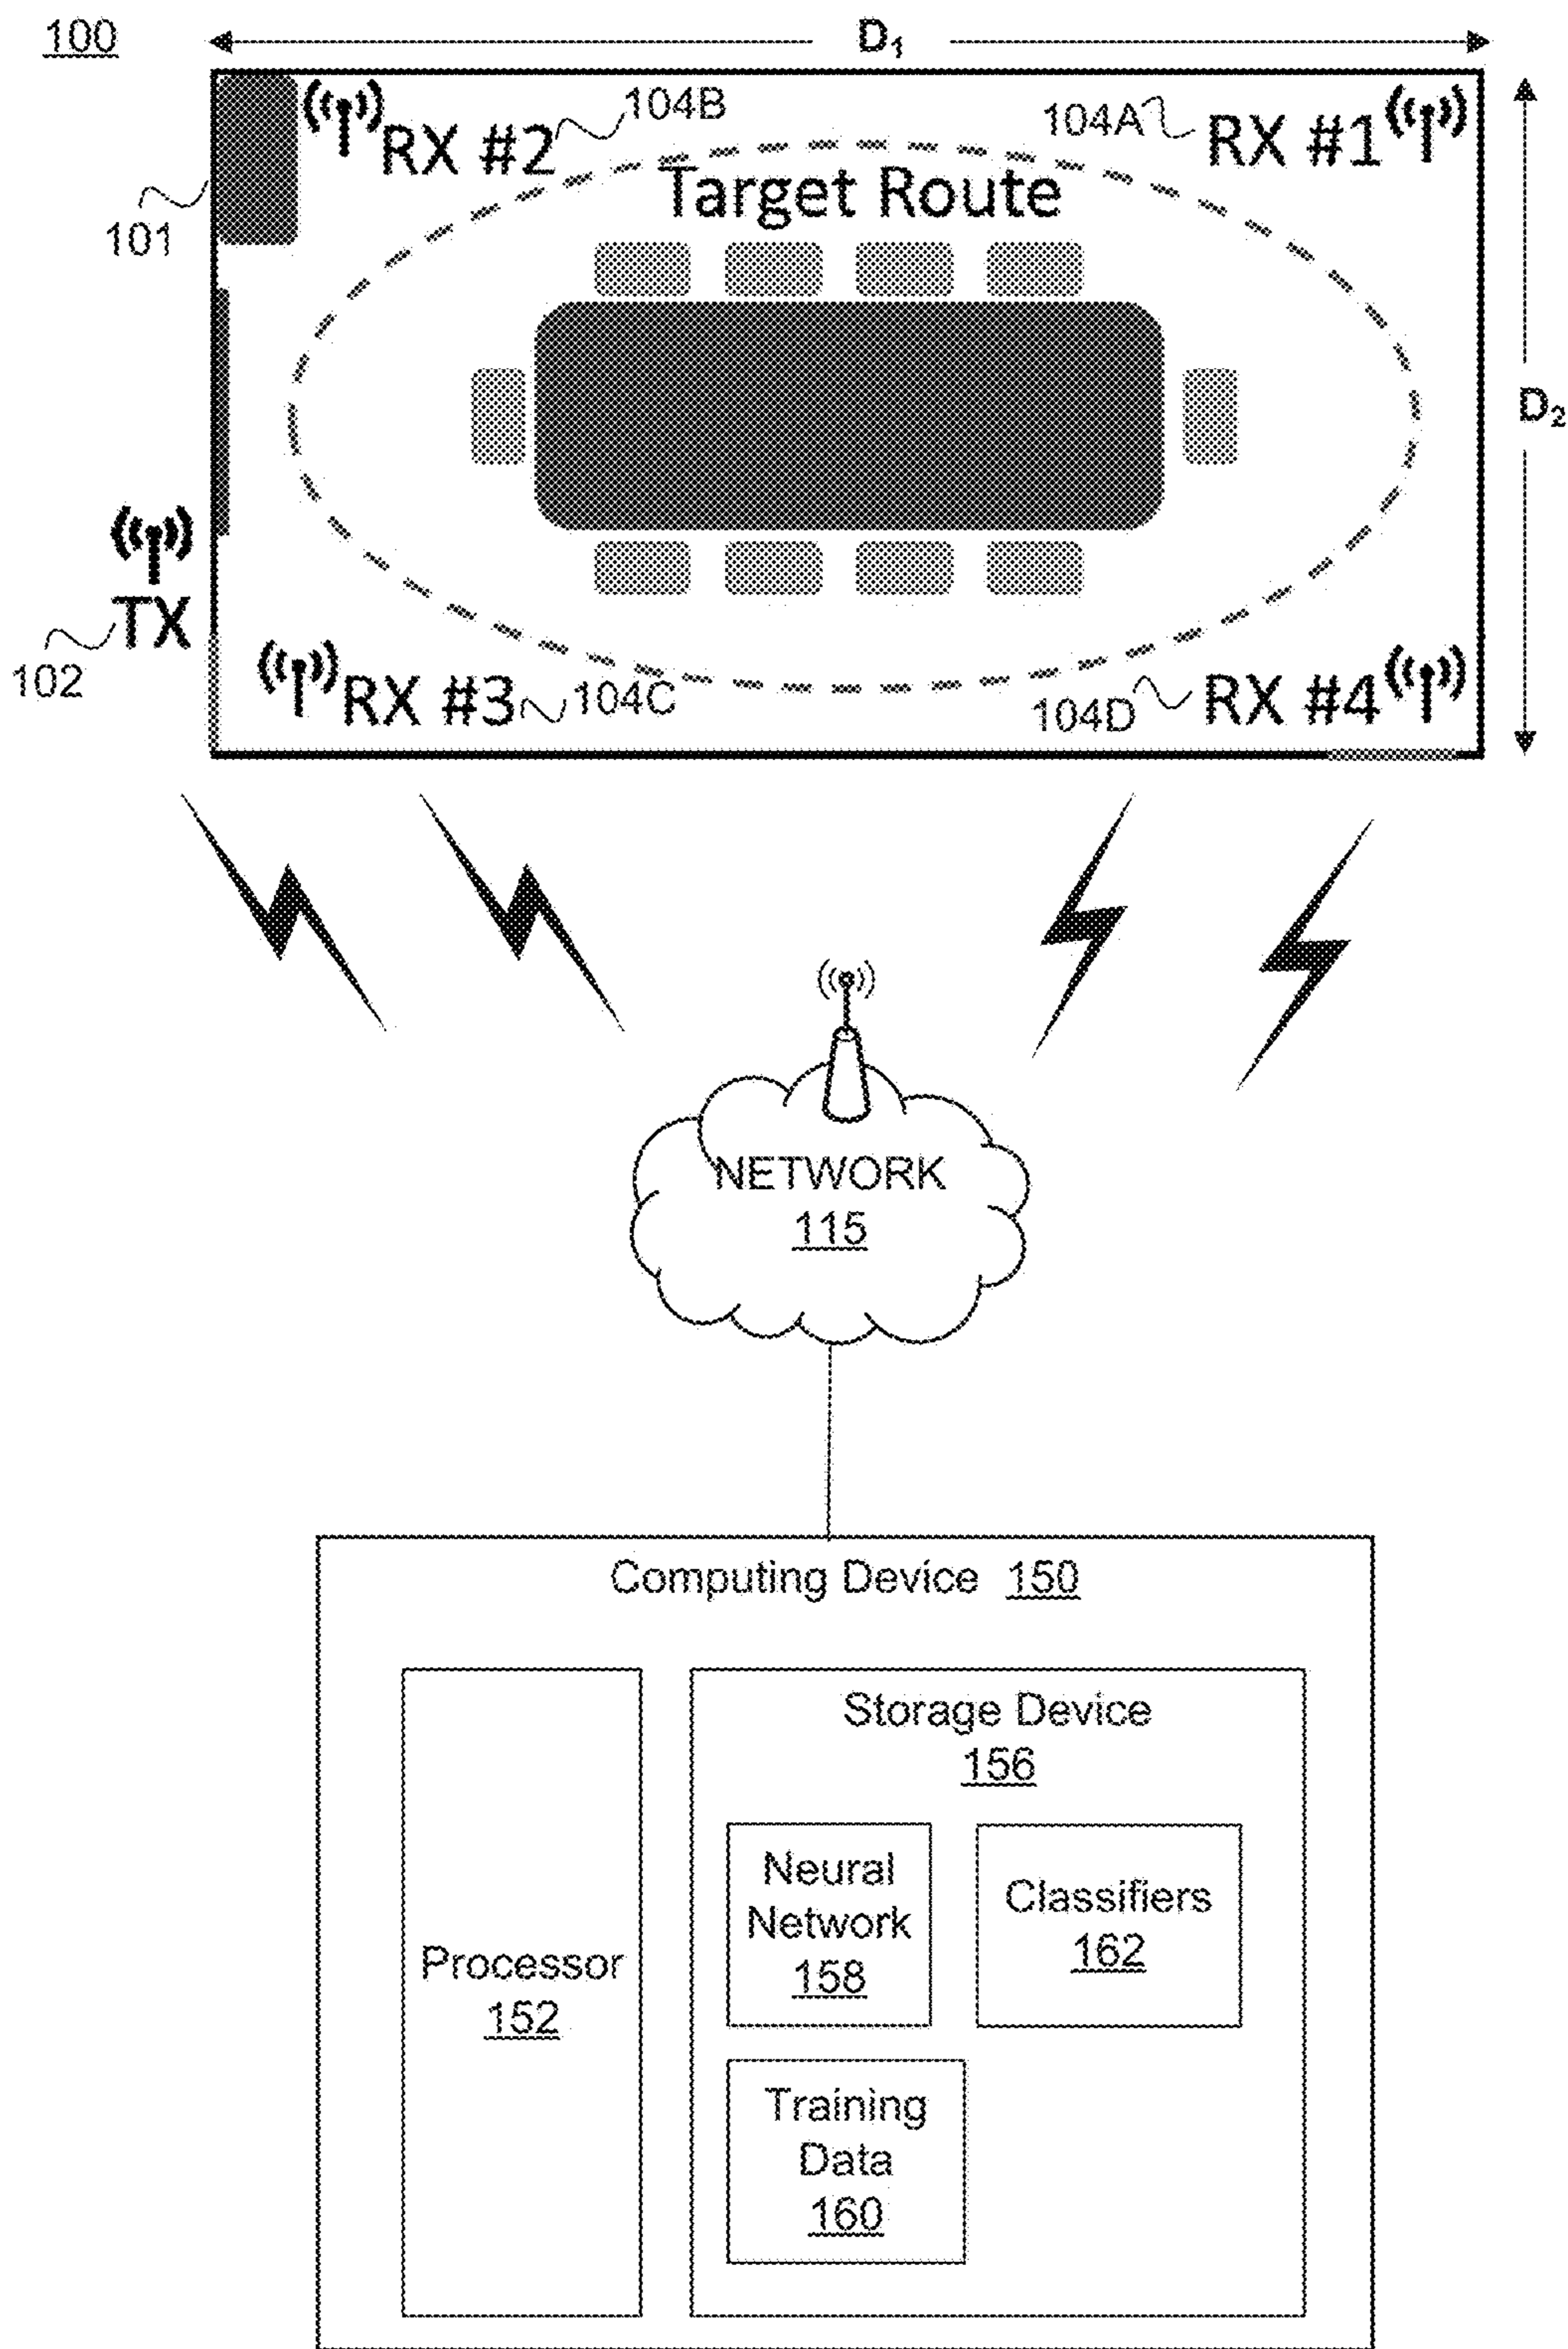 100
D1
104B
104A
RX #2
RX #1
Target Route
101
D2
TX
102
RX #3
104C
104D
RX #4
NETWORK
115
Computing Device 150
Storage Device
156
Neural
Network
158
Classifiers
162
Processor
152
Training
Data
160